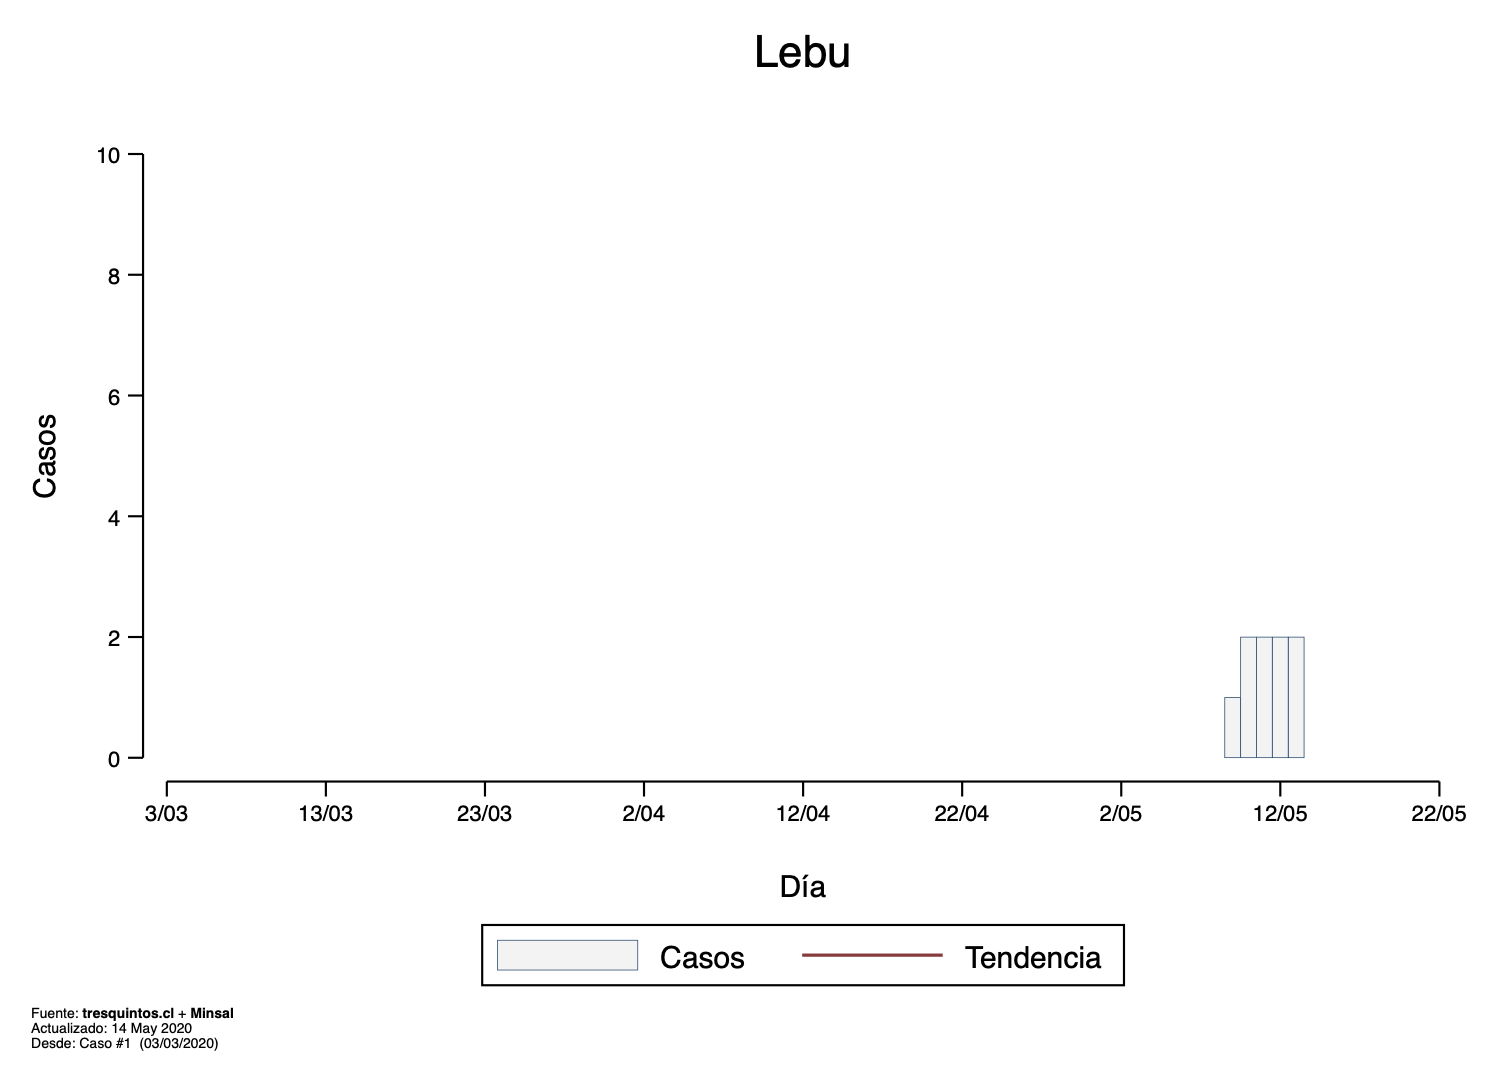 Lebu
Casos
10
8
6
4
2
0
3/03 13/03 23/03 2/04 12/04 22/04 2/05 12/05 22/05
Día
Casos Tendencia
Fuente: tresquintos.cl + Minsal
Actualizado: 14 May 2020
Desde: Caso #1 (03/03/2020)